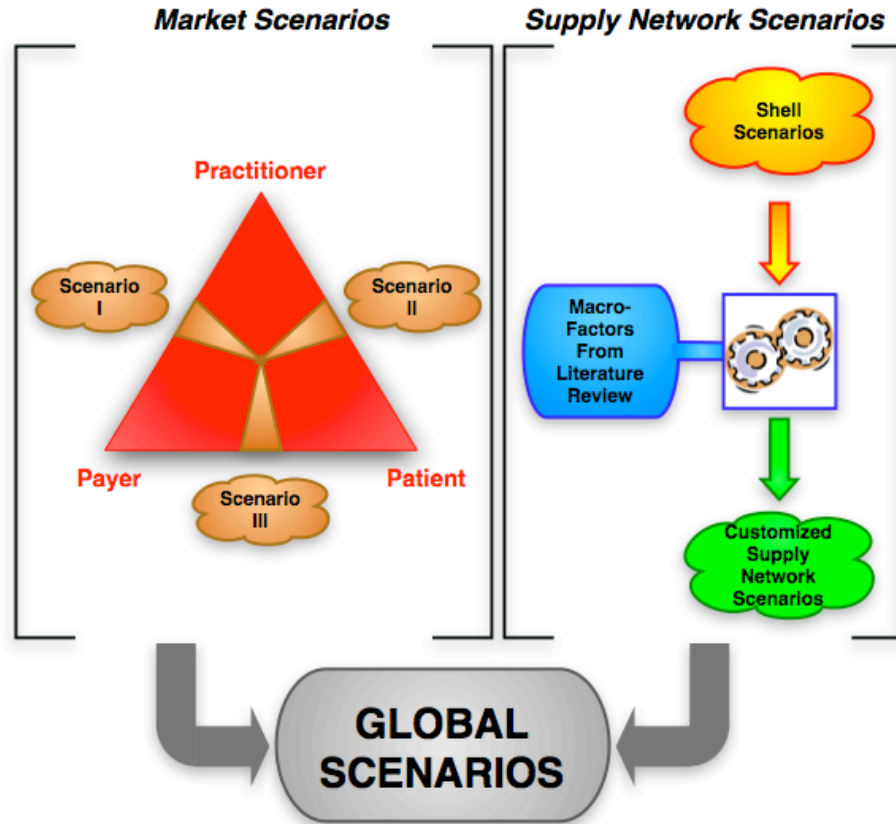 Market Scenarios
Supply Network Scenarios
Practitioner
Scenario
I
Scenario
II
Payer
Patient
Scenario
III
Shell
Scenarios
Macro-
Factors
From
Literature
Review
Customized
Supply
Network
Scenarios
GLOBAL
SCENARIOS